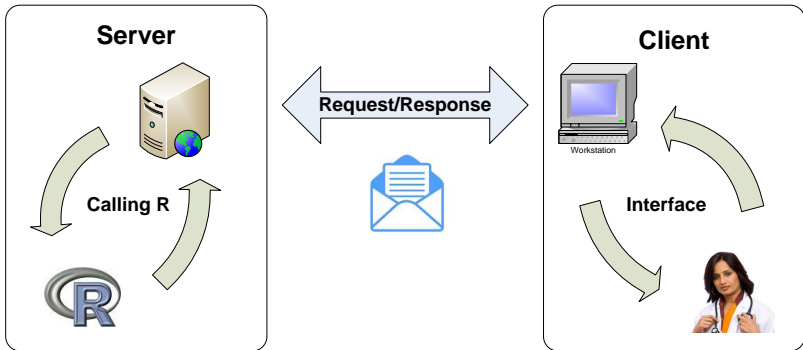 Server
Client
Request/Response
Workstation
Calling R
Interface
R